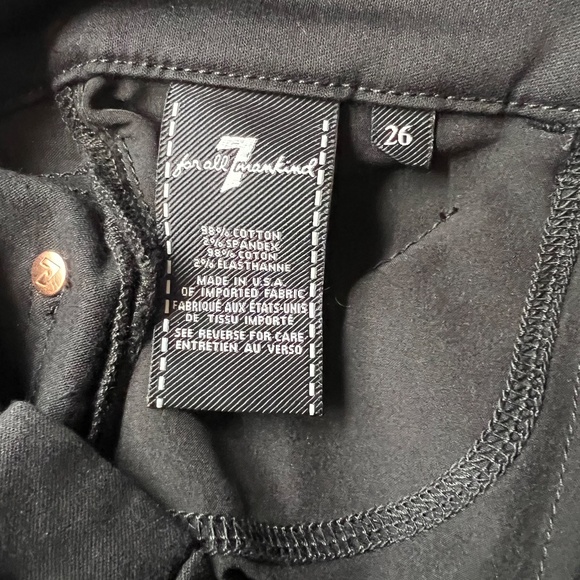 7
for all mankind
26
98% COTTON
2% SPANDEX
98% COTON
2% ELASTHANNE
MADE IN U.S.A.
OF IMPORTED FABRIC
FABRIQUÉ AUX ÉTATS-UNIS
DE TISSU IMPORTÉ
SEE REVERSE FOR CARE
ENTRETIEN AU VERSO